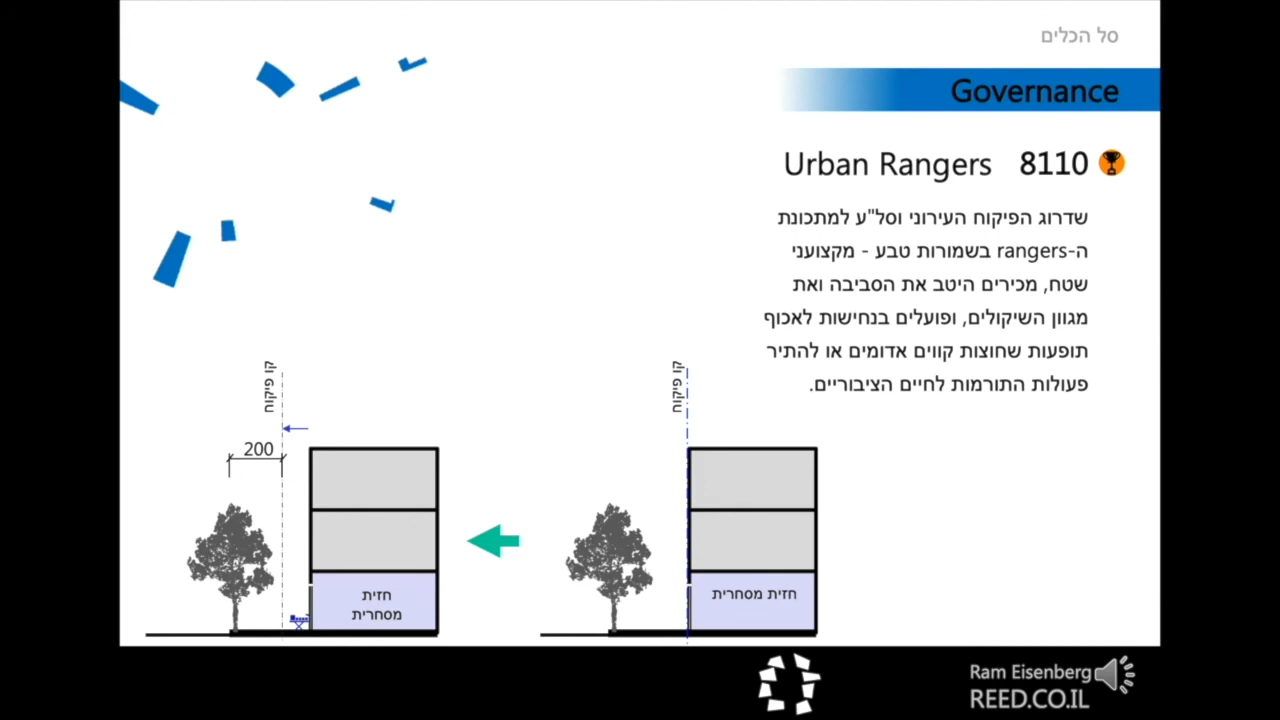 סל הכלים
Governance
8110 Urban Rangers
שדרוג הפיקוח העירוני וסל"ע למתכונת
ה-rangers בשמורות טבע - מקצועני
שטח, מכירים היטב את הסביבה ואת
מגוון השיקולים, ופועלים בנחישות לאכוף
תופעות שחוצות קווים אדומים או להתיר
פעולות התורמות לחיים הציבוריים.
קו פיקוח
קו פיקוח
200
חזית מסחרית
חזית
מסחרית
Ram Eisenberg
REED.CO.IL